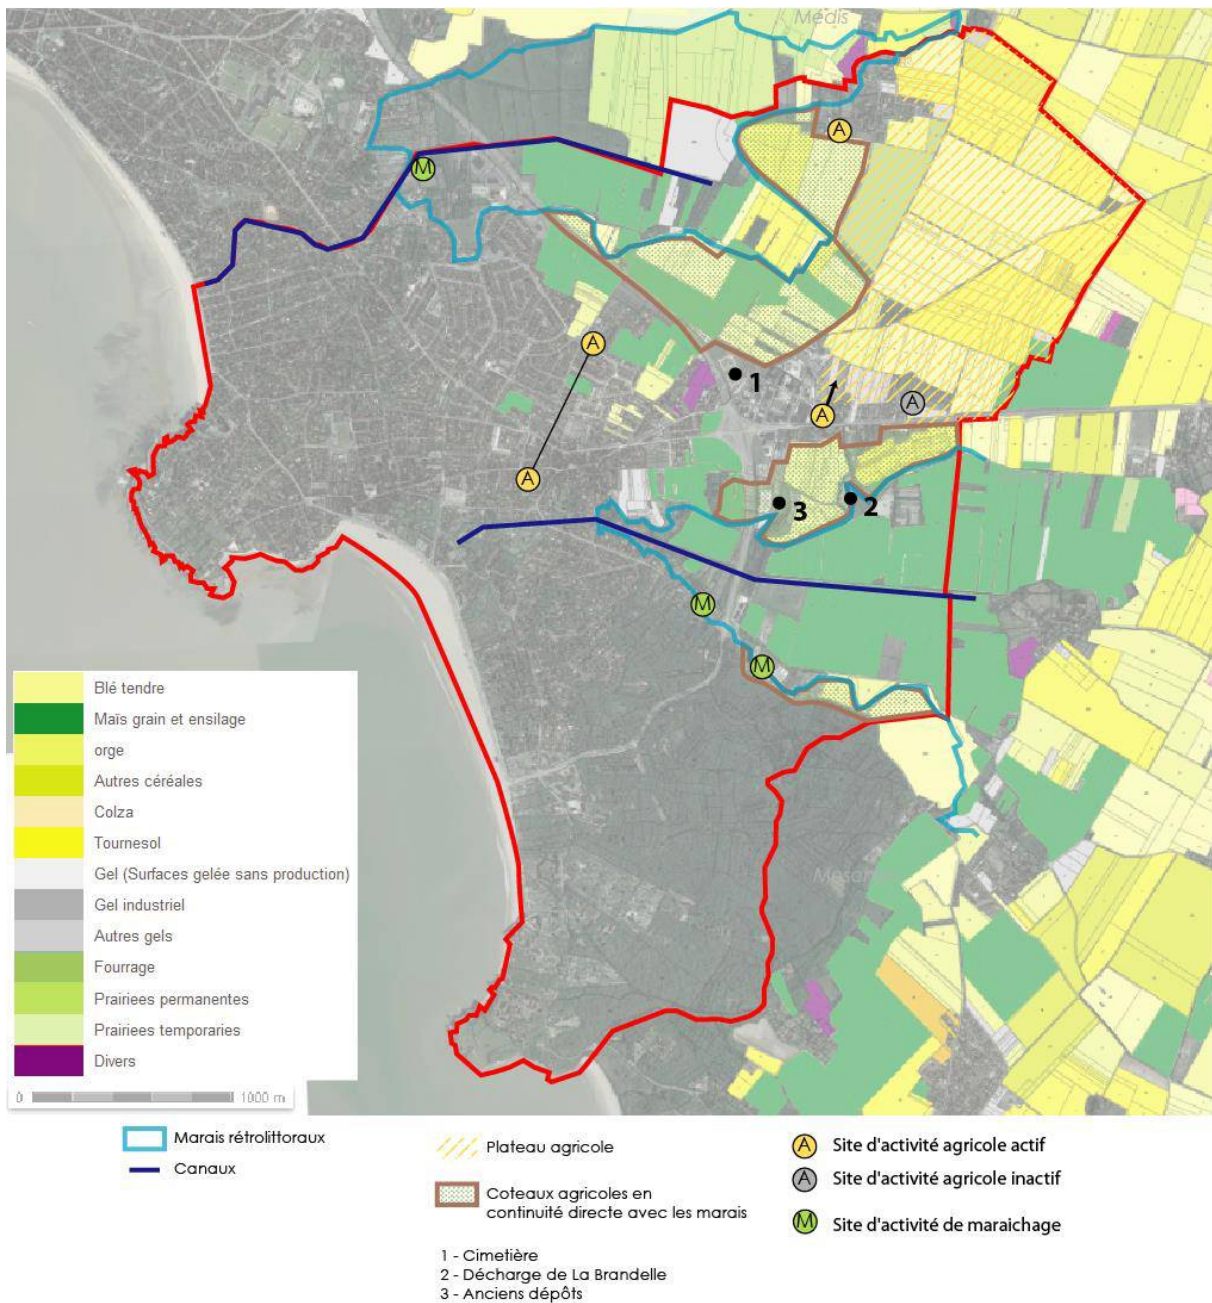 Médis
A
M
A
1
A
A
A
3
2
M
M
Blé tendre
Maïs grain et ensilage
orge
Autres céréales
Colza
Tournesol
Gel (Surfaces gelée sans production)
Gel industriel
Autres gels
Fourrage
Prairiees permanentes
Prairiees temporaries
Divers
0 1000 m
Marais rétrolittoraux
Canaux
Plateau agricole
Coteaux agricoles en
continuité directe avec les marais
1 - Cimetière
2 - Décharge de La Brandelle
3 - Anciens dépôts
A Site d'activité agricole actif
A Site d'activité agricole inactif
M Site d'activité de maraichage